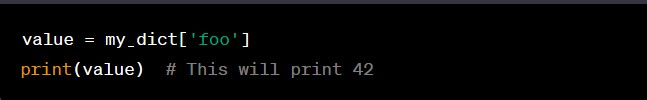 value = my_dict['foo']
print(value)  # This will print 42